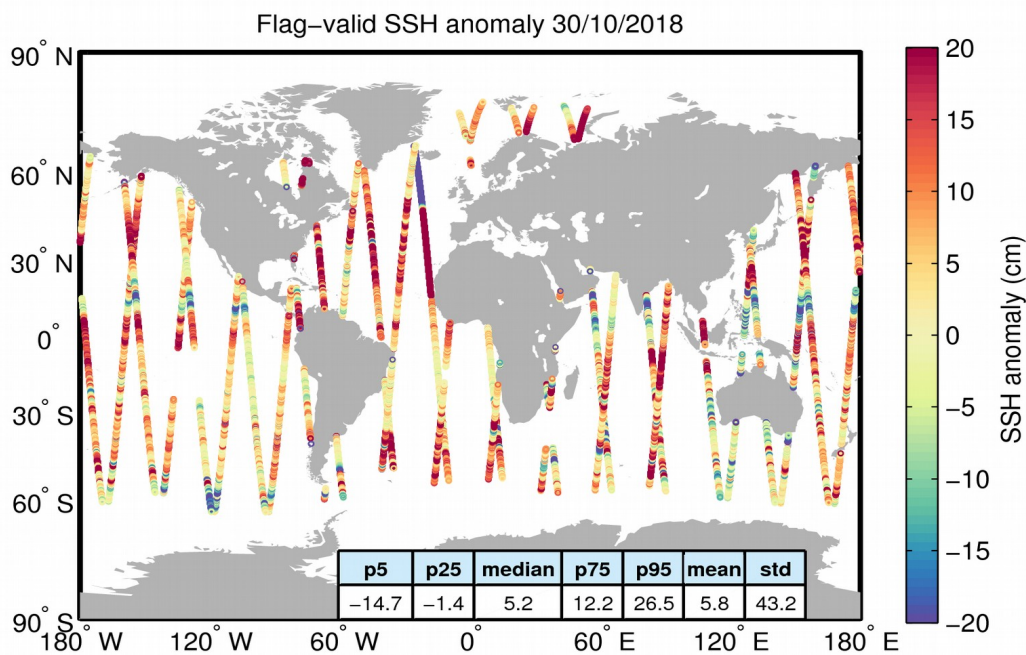 Flag−valid SSH anomaly 30/10/2018
90° N
60° N
30° N
0°
30° S
60° S
90° S
180° W
120° W
60° W
0°
60° E
120° E
180° E
p5 p25 median p75 p95 mean std
−14.7 −1.4 5.2 12.2 26.5 5.8 43.2
20
15
10
5
0
−5
−10
−15
−20
SSH anomaly (cm)